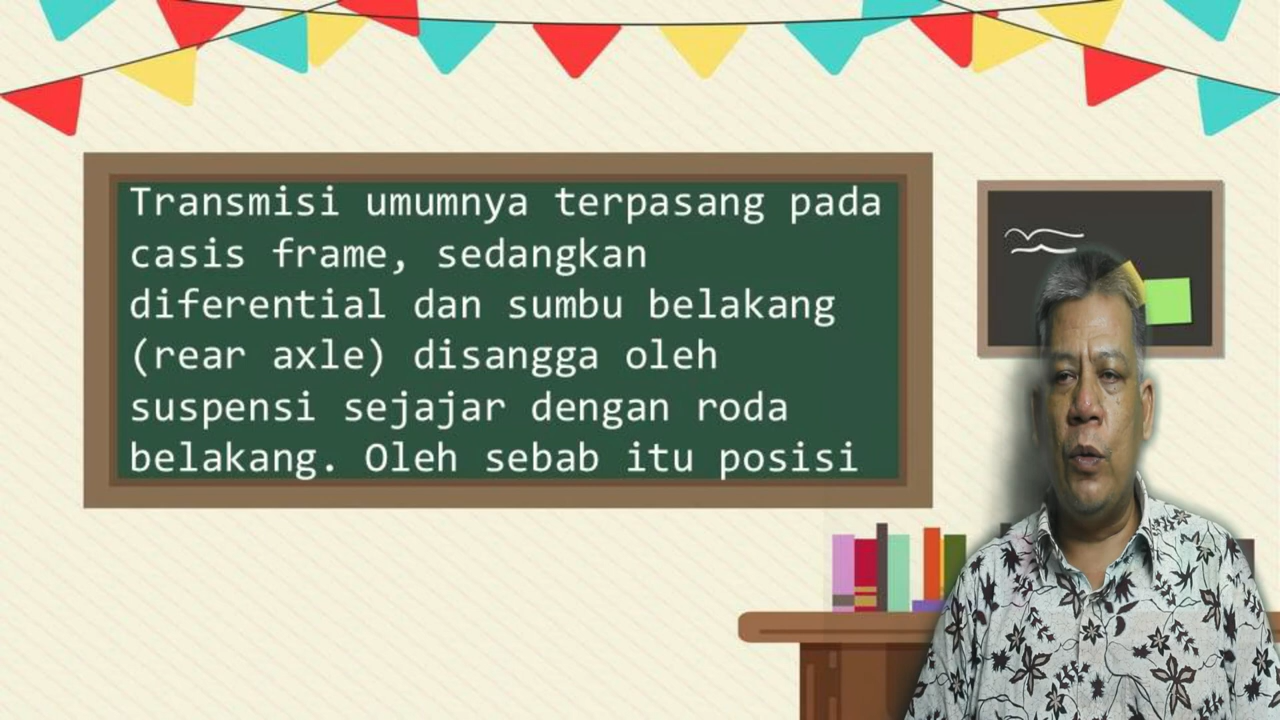 Transmisi umumnya terpasang pada
casis frame, sedangkan
diferential dan sumbu belakang
(rear axle) disangga oleh
suspensi sejajar dengan roda
belakang. Oleh sebab itu posisi